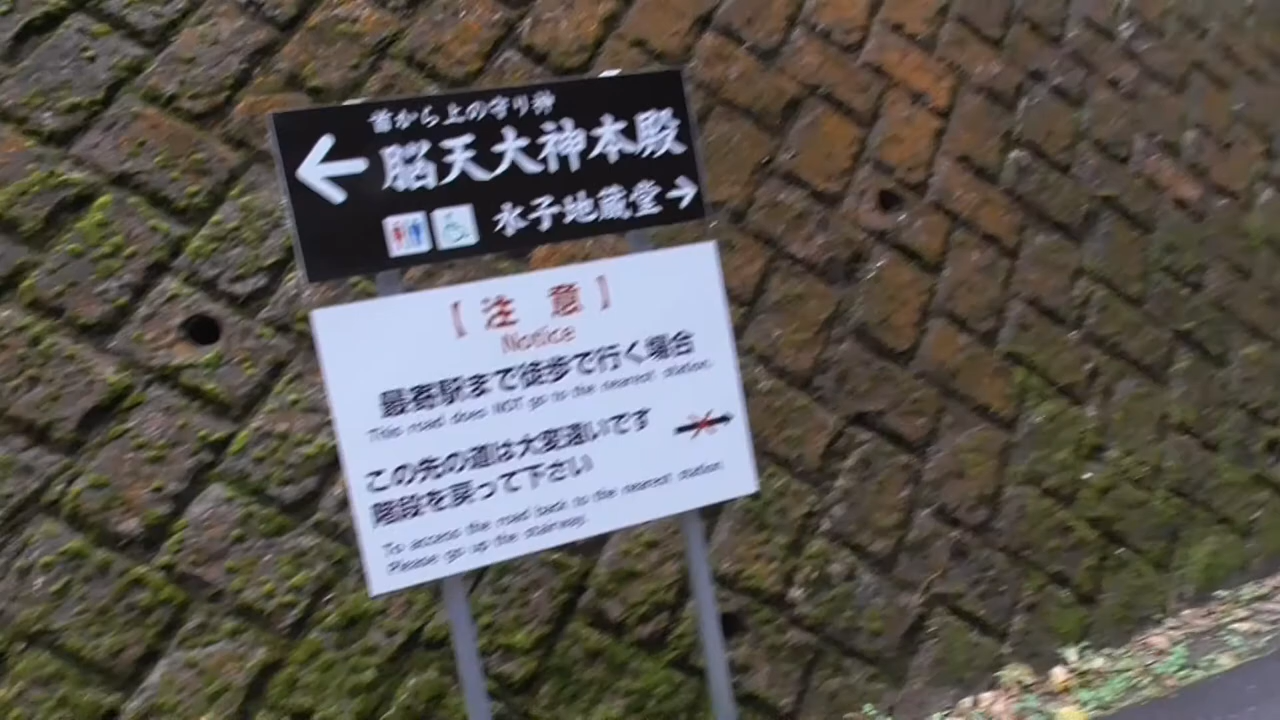 首から上の守り神
脳天大神本殿
水子地蔵堂
【注 意】
Notice
最寄駅まで徒歩で行く場合
This road does NOT go to the nearest station.
この先の道は大変遠いです
階段を戻って下さい
To access the road back to the nearest station
Please go up the stairway.